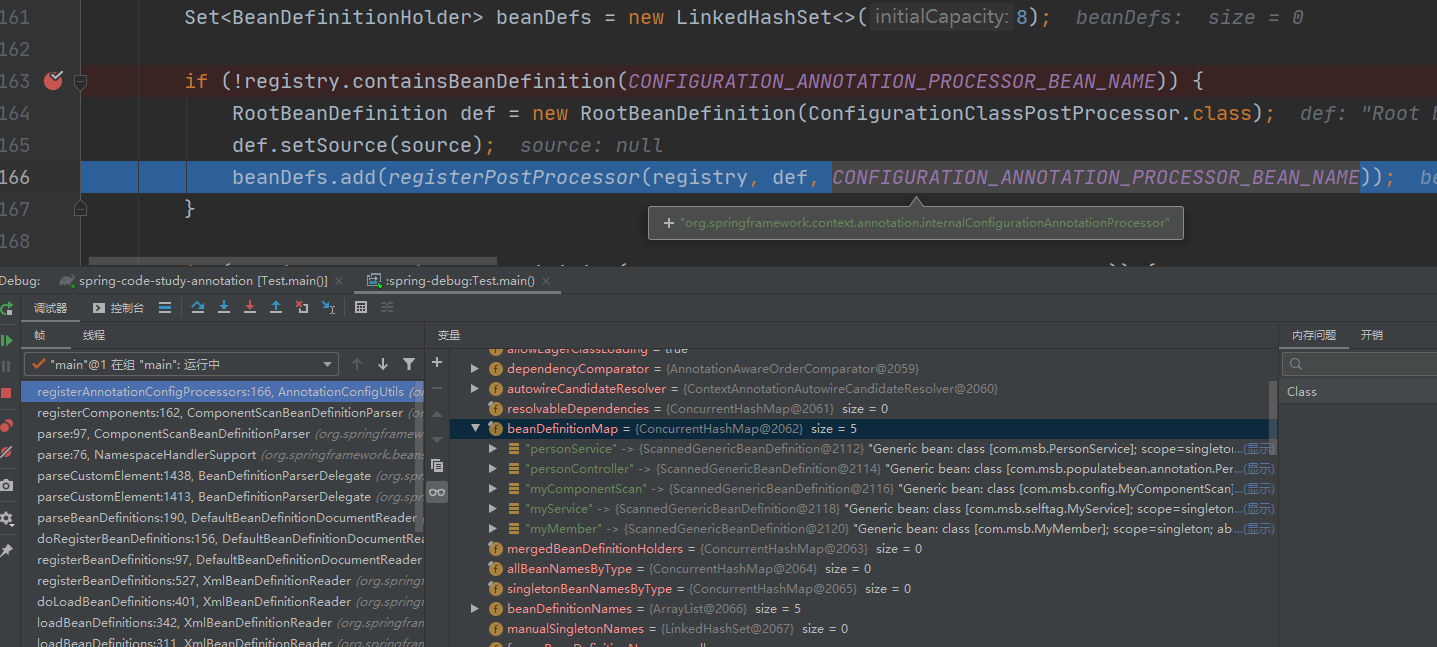 161 Set<BeanDefinitionHolder> beanDefs = new LinkedHashSet<>( initialCapacity: 8); beanDefs: size = 0
162
163 if (!registry.containsBeanDefinition(CONFIGURATION_ANNOTATION_PROCESSOR_BEAN_NAME)) {
164 RootBeanDefinition def = new RootBeanDefinition(ConfigurationClassPostProcessor.class); def: "Root b
165 def.setSource(source); source: null
166 beanDefs.add(registerPostProcessor(registry, def, CONFIGURATION_ANNOTATION_PROCESSOR_BEAN_NAME)); be
167 }
+ "org.springframework.context.annotation.internalConfigurationAnnotationProcessor"
168
Debug: spring-code-study-annotation [Test.main()] × :spring-debug:Test.main() ×
调试器 控制台
帧 线程
"main"@1 在组 "main": 运行中
registerAnnotationConfigProcessors:166, AnnotationConfigUtils (or
registerComponents:162, ComponentScanBeanDefinitionParser (or
parse:97, ComponentScanBeanDefinitionParser (org.springframew
parse:76, NamespaceHandlerSupport (org.springframework.beans
parseCustomElement:1438, BeanDefinitionParserDelegate (org.sp
parseCustomElement:1413, BeanDefinitionParserDelegate (org.sp
parseBeanDefinitions:190, DefaultBeanDefinitionDocumentReader
doRegisterBeanDefinitions:156, DefaultBeanDefinitionDocumentRea
registerBeanDefinitions:97, DefaultBeanDefinitionDocumentReader
registerBeanDefinitions:527, XmlBeanDefinitionReader (org.springf
doLoadBeanDefinitions:401, XmlBeanDefinitionReader (org.springf
loadBeanDefinitions:342, XmlBeanDefinitionReader (org.springfram
loadBeanDefinitions:311, XmlBeanDefinitionReader (org.springfram
变量
allowEagerClassLoading = true
dependencyComparator = {AnnotationAwareOrderComparator@2059}
autowireCandidateResolver = {ContextAnnotationAutowireCandidateResolver@2060}
resolvableDependencies = {ConcurrentHashMap@2061} size = 0
beanDefinitionMap = {ConcurrentHashMap@2062} size = 5
"personService" -> {ScannedGenericBeanDefinition@2112} "Generic bean: class [com.msb.PersonService]; scope=singleton... (显示)
"personController" -> {ScannedGenericBeanDefinition@2114} "Generic bean: class [com.msb.populatebean.annotation.Per... (显示)
"myComponentScan" -> {ScannedGenericBeanDefinition@2116} "Generic bean: class [com.msb.config.MyComponentScan]... (显示)
"myService" -> {ScannedGenericBeanDefinition@2118} "Generic bean: class [com.msb.selftag.MyService]; scope=singleton... (显示)
"myMember" -> {ScannedGenericBeanDefinition@2120} "Generic bean: class [com.msb.MyMember]; scope=singleton; ab... (显示)
mergedBeanDefinitionHolders = {ConcurrentHashMap@2063} size = 0
allBeanNamesByType = {ConcurrentHashMap@2064} size = 0
singletonBeanNamesByType = {ConcurrentHashMap@2065} size = 0
beanDefinitionNames = {ArrayList@2066} size = 5
manualSingletonNames = {LinkedHashSet@2067} size = 0
内存问题 开销
Class